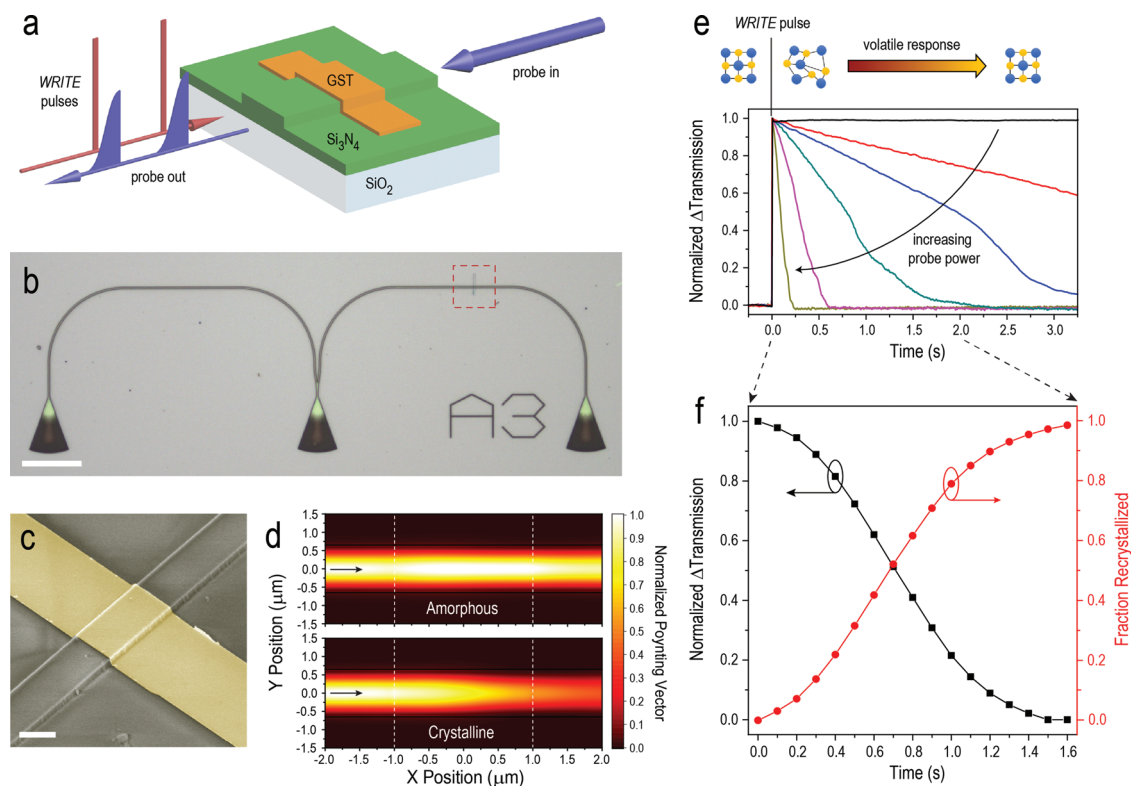 a
WRITE
pulses
GST
probe in
Si3N4
probe out
SiO2
b
A3
c
d
1.5
1.0
0.5
0.0
-0.5
-1.0
-1.5
Amorphous
1.5
1.0
0.5
0.0
-0.5
-1.0
-1.5
Crystalline
-2.0 -1.0 0.0 1.0 2.0
X Position (μm)
Y Position (μm)
1.0
0.9
0.8
0.7
0.6
0.5
0.4
0.3
0.2
0.1
0.0
Normalized Poynting Vector
e
WRITE pulse
volatile response
1.0
0.8
0.6
0.4
0.2
0.0
Normalized ΔTransmission
increasing
probe power
0.0 0.5 1.0 1.5 2.0 2.5 3.0
Time (s)
f
1.0
0.8
0.6
0.4
0.2
0.0
Normalized ΔTransmission
1.0
0.8
0.6
0.4
0.2
0.0
Fraction Recrystallized
0.0 0.2 0.4 0.6 0.8 1.0 1.2 1.4 1.6
Time (s)